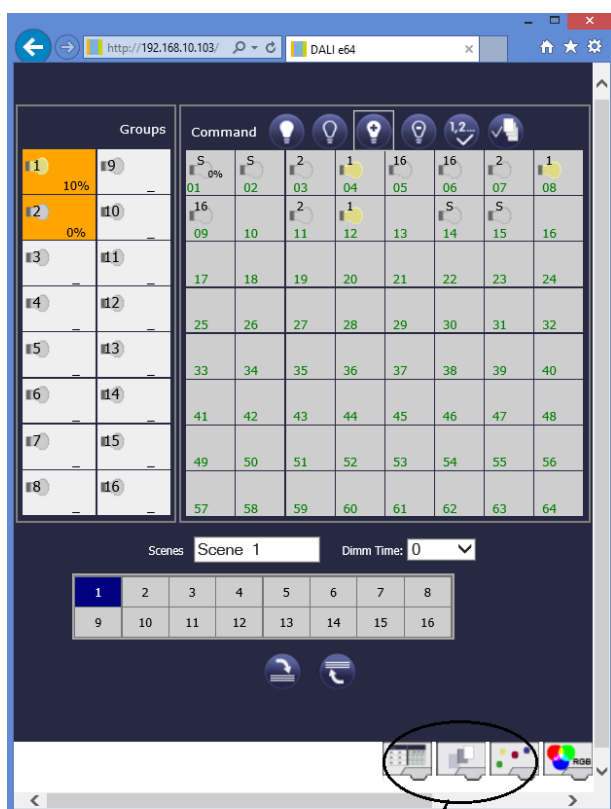 http://192.168.10.103/ DALI e64
Groups
Command 1,2...
1 10% 9 _
2 0% 10 _
3 _ 11 _
4 _ 12 _
5 _ 13 _
6 _ 14 _
7 _ 15 _
8 _ 16 _
S 0% S 2 1 16 16 2 1
01 02 03 04 05 06 07 08
16 2 1 S S
09 10 11 12 13 14 15 16
17 18 19 20 21 22 23 24
25 26 27 28 29 30 31 32
33 34 35 36 37 38 39 40
41 42 43 44 45 46 47 48
49 50 51 52 53 54 55 56
57 58 59 60 61 62 63 64
Scenes Scene 1 Dimm Time: 0
1 2 3 4 5 6 7 8
9 10 11 12 13 14 15 16
RGB